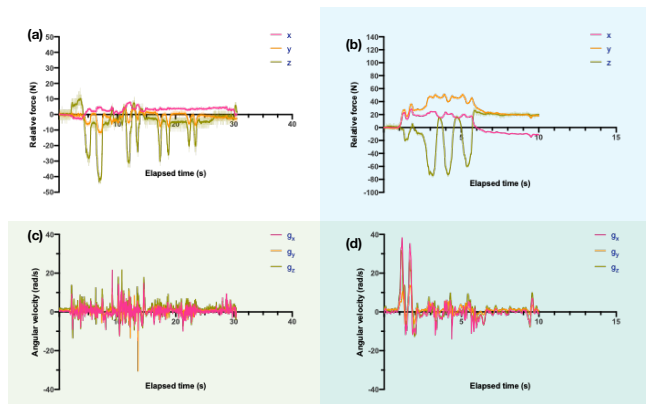 (a)
x
y
z
Relative force (N)
50
40
30
20
10
0
-10
-20
-30
-40
-50
10
20
30
40
Elapsed time (s)
(b)
x
y
z
Relative force (N)
140
120
100
80
60
40
20
0
-20
-40
-60
-80
-100
5
10
15
Elapsed time (s)
(c)
gx
gy
gz
Angular velocity (rad/s)
40
20
0
-20
-40
10
20
30
40
Elapsed time (s)
(d)
gx
gy
gz
Angular velocity (rad/s)
40
20
0
-20
-40
5
10
15
Elapsed time (s)